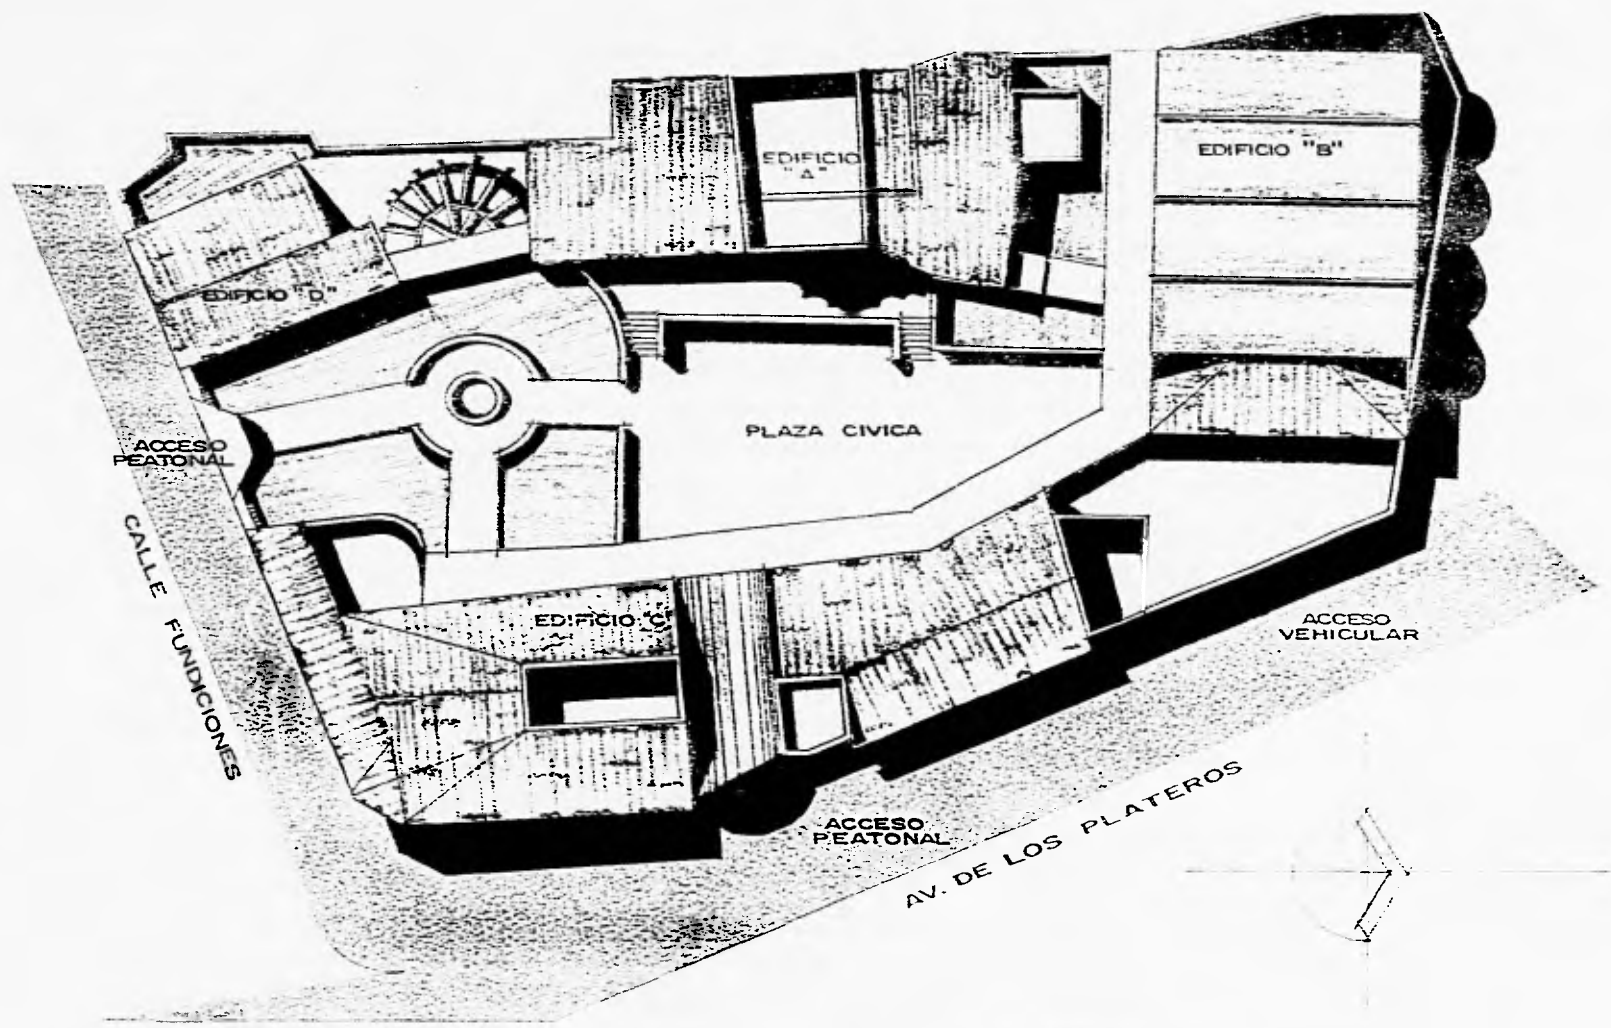 EDIFICIO
"A"
EDIFICIO "B"
EDIFICIO "D"
PLAZA CIVICA
ACCESO
PEATONAL
CALLE FUNDICIONES
EDIFICIO "C"
ACCESO
VEHICULAR
ACCESO
PEATONAL
AV. DE LOS PLATEROS